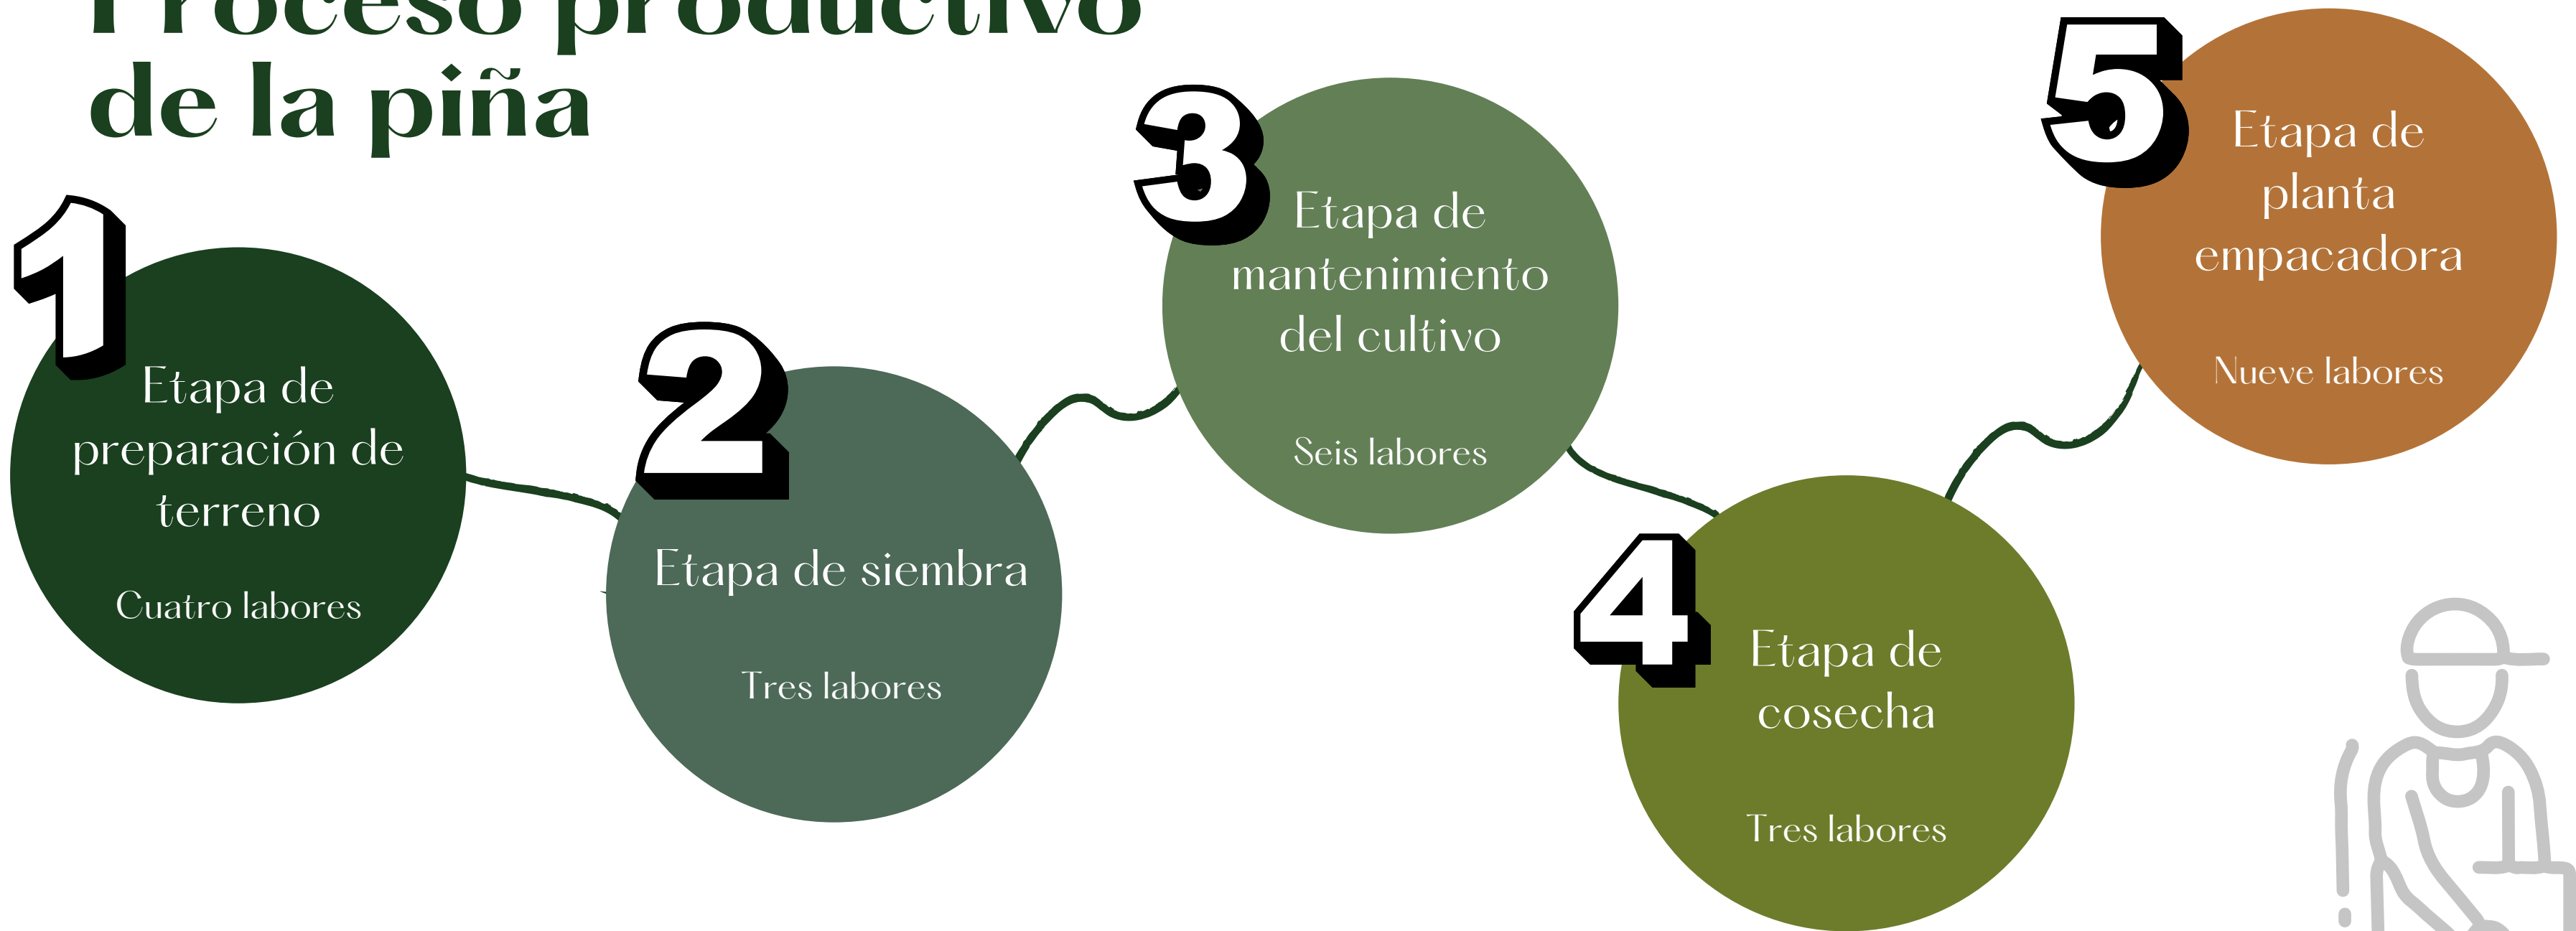 Proceso productivo
de la piña
1
Etapa de
preparación de
terreno
Cuatro labores
2
Etapa de siembra
Tres labores
3
Etapa de
mantenimiento
del cultivo
Seis labores
4
Etapa de
cosecha
Tres labores
5
Etapa de
planta
empacadora
Nueve labores